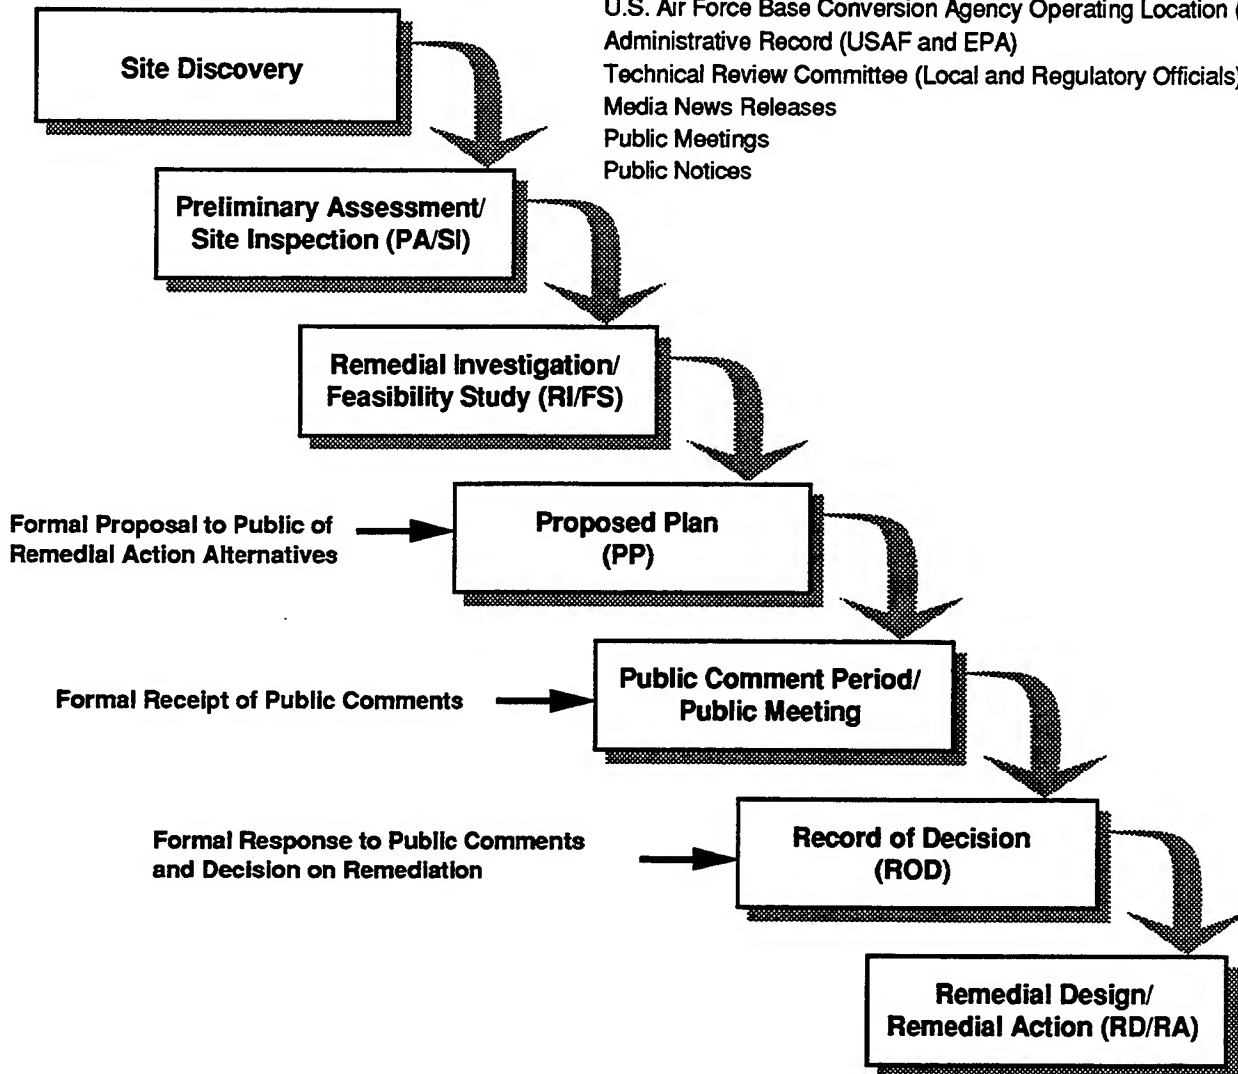 U.S. Air Force Base Conversion Agency Operating Location (
Administrative Record (USAF and EPA)
Technical Review Committee (Local and Regulatory Officials)
Media News Releases
Public Meetings
Public Notices
Site Discovery
Preliminary Assessment/
Site Inspection (PA/SI)
Remedial Investigation/
Feasibility Study (RI/FS)
Formal Proposal to Public of
Remedial Action Alternatives
Proposed Plan
(PP)
Formal Receipt of Public Comments
Public Comment Period/
Public Meeting
Formal Response to Public Comments
and Decision on Remediation
Record of Decision
(ROD)
Remedial Design/
Remedial Action (RD/RA)